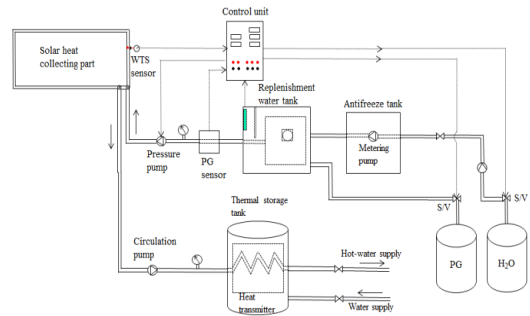 Control unit
Solar heat
collecting part
WTS
sensor
Replenishment
water tank
Antifreeze tank
Pressure
pump
PG
sensor
Metering
pump
Thermal storage
tank
S/V
S/V
Circulation
pump
Hot-water supply
PG
H₂O
Heat
transmitter
Water supply